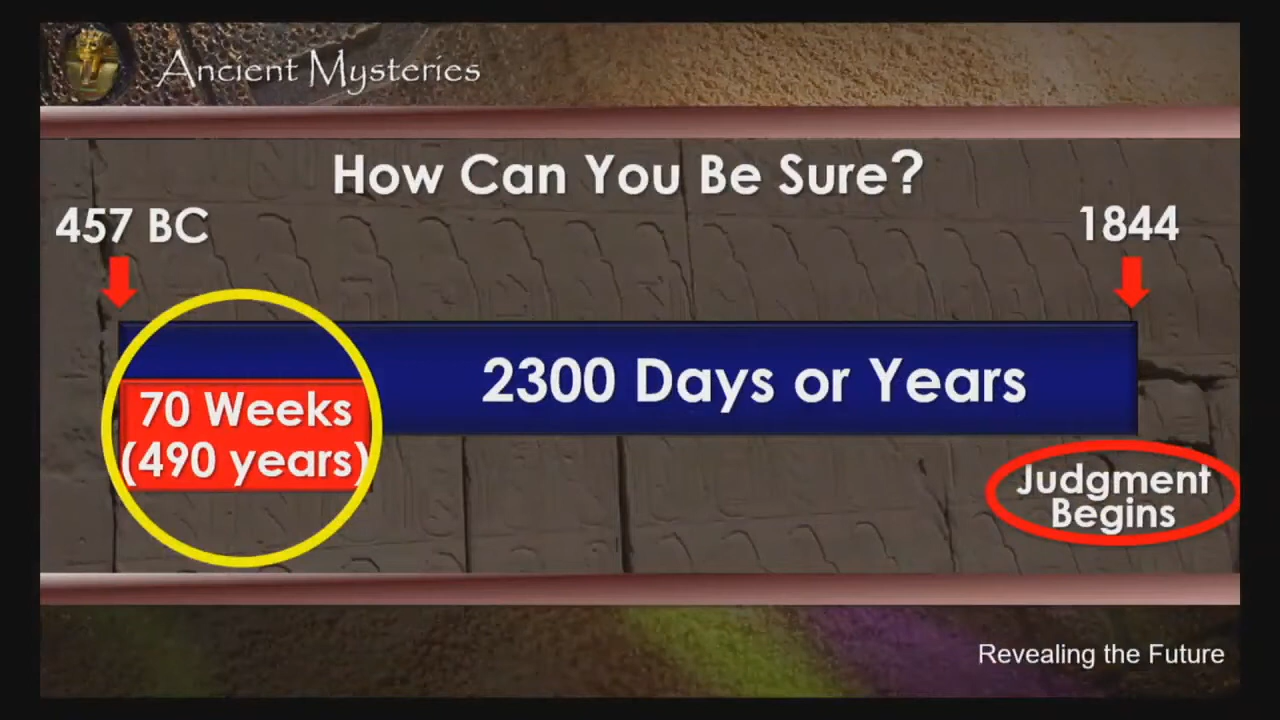 Ancient Mysteries
How Can You Be Sure?
457 BC
1844
2300 Days or Years
70 Weeks
(490 years)
Judgment
Begins
Revealing the Future